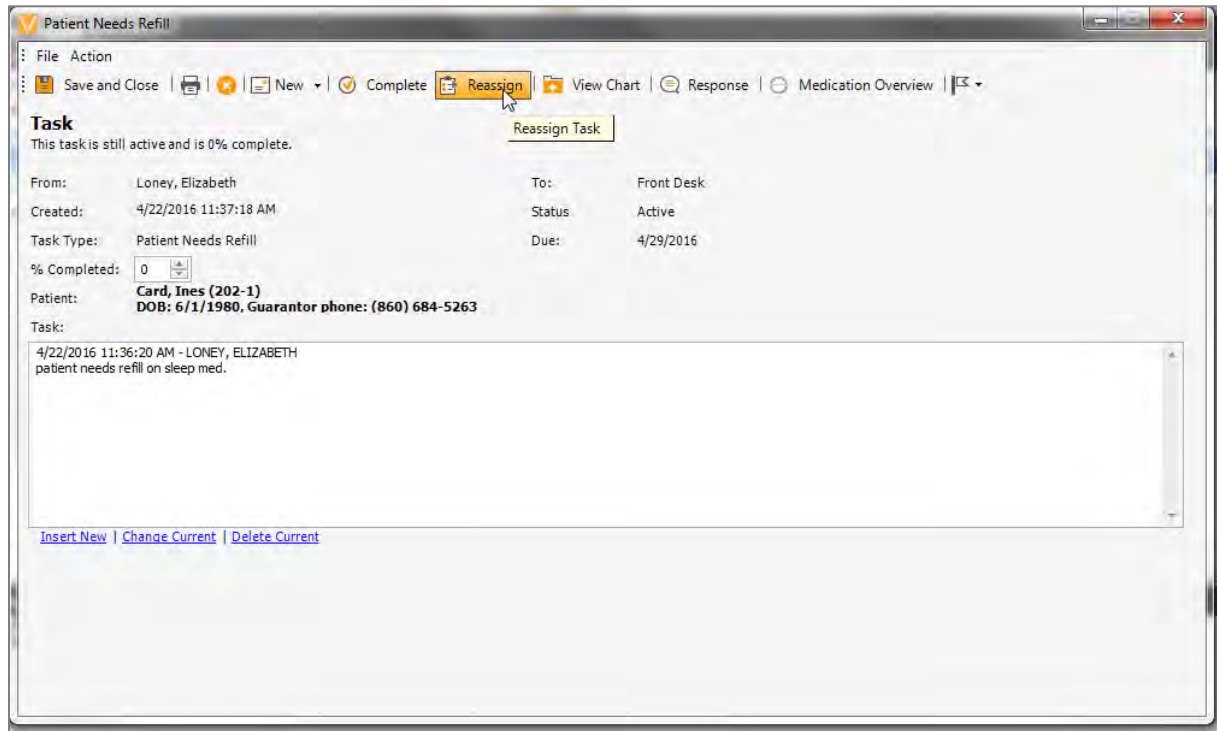 Patient Needs Refill
X
File Action
Save and Close New Complete Reassign View Chart Response Medication Overview
Reassign Task
Task
This task is still active and is 0% complete.
From: Loney, Elizabeth To: Front Desk
Created: 4/22/2016 11:37:18 AM Status Active
Task Type: Patient Needs Refill Due: 4/29/2016
% Completed: 0
Patient: Card, Ines (202-1)
DOB: 6/1/1980, Guarantor phone: (860) 684-5263
Task:
4/22/2016 11:36:20 AM - LONEY, ELIZABETH
patient needs refill on sleep med.
Insert New | Change Current | Delete Current